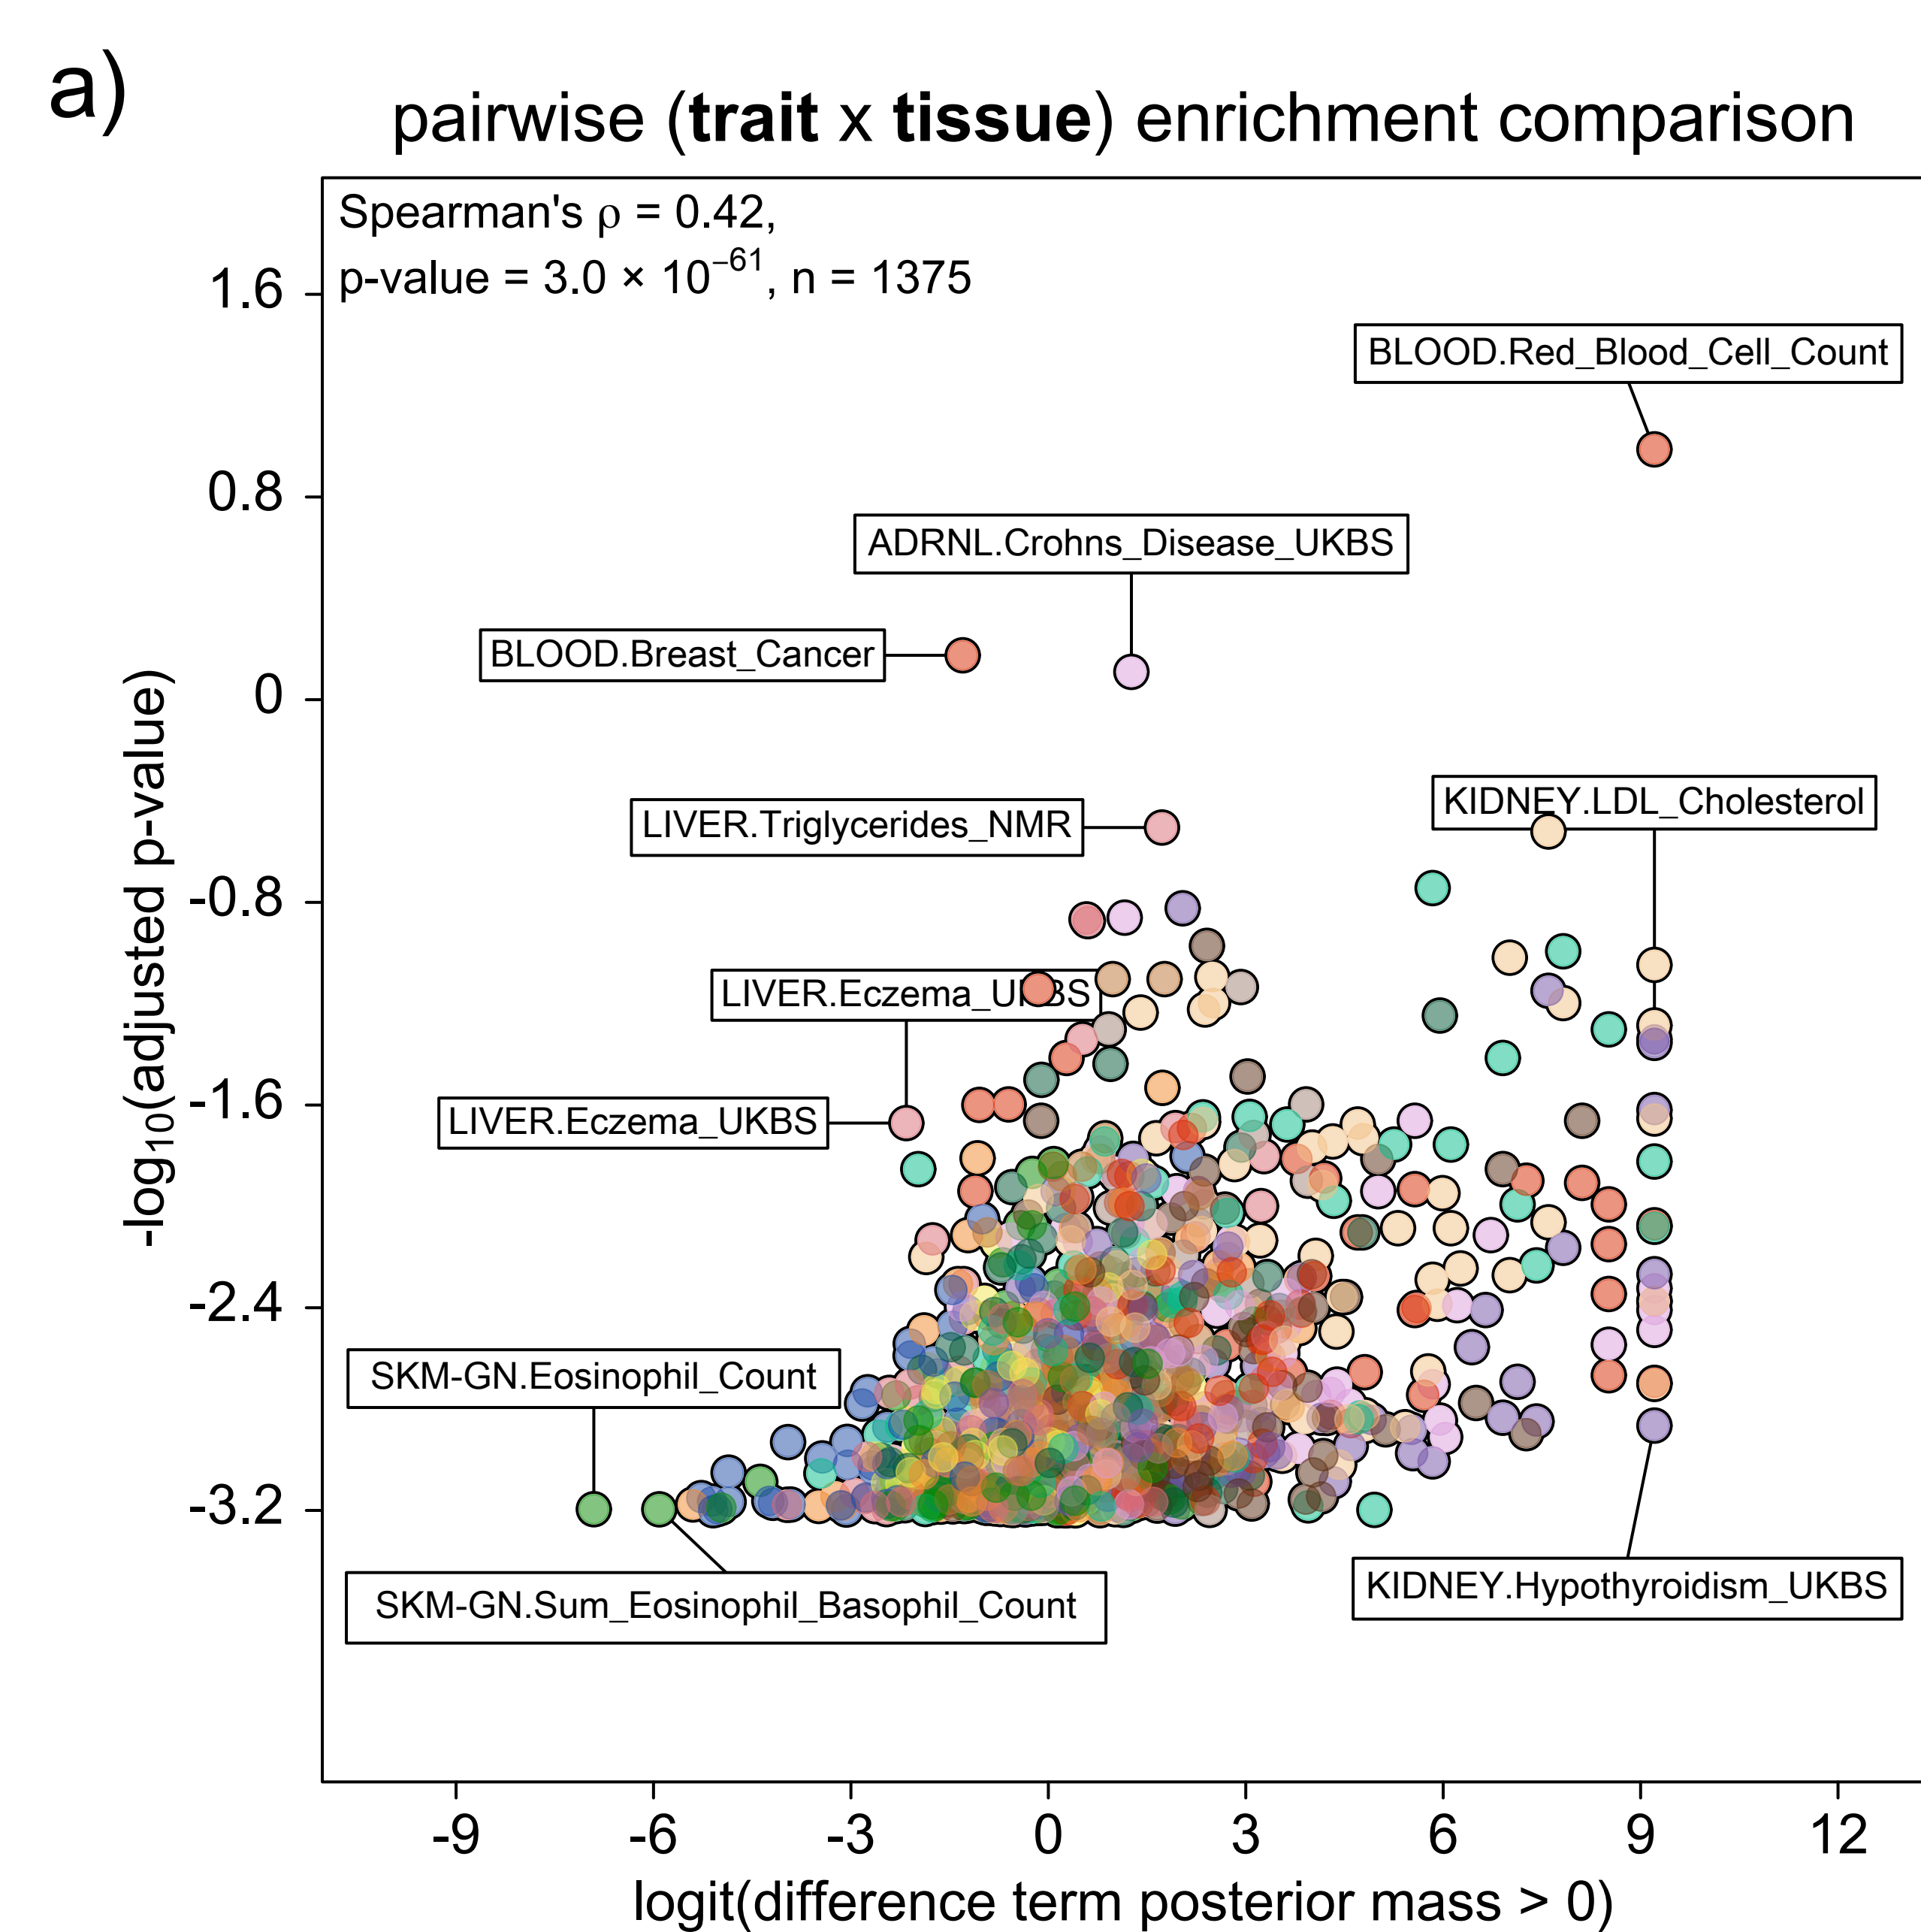 a)
pairwise (trait x tissue) enrichment comparison
Spearman's ρ = 0.42,
p-value = 3.0 × 10⁻⁶¹, n = 1375
1.6
0.8
0
-0.8
-1.6
-2.4
-3.2
-log₁₀(adjusted p-value)
BLOOD.Red_Blood_Cell_Count
ADRNL.Crohns_Disease_UKBS
BLOOD.Breast_Cancer
KIDNEY.LDL_Cholesterol
LIVER.Triglycerides_NMR
LIVER.Eczema_UKBS
LIVER.Eczema_UKBS
SKM-GN.Eosinophil_Count
KIDNEY.Hypothyroidism_UKBS
SKM-GN.Sum_Eosinophil_Basophil_Count
-9 -6 -3 0 3 6 9 12
logit(difference term posterior mass > 0)